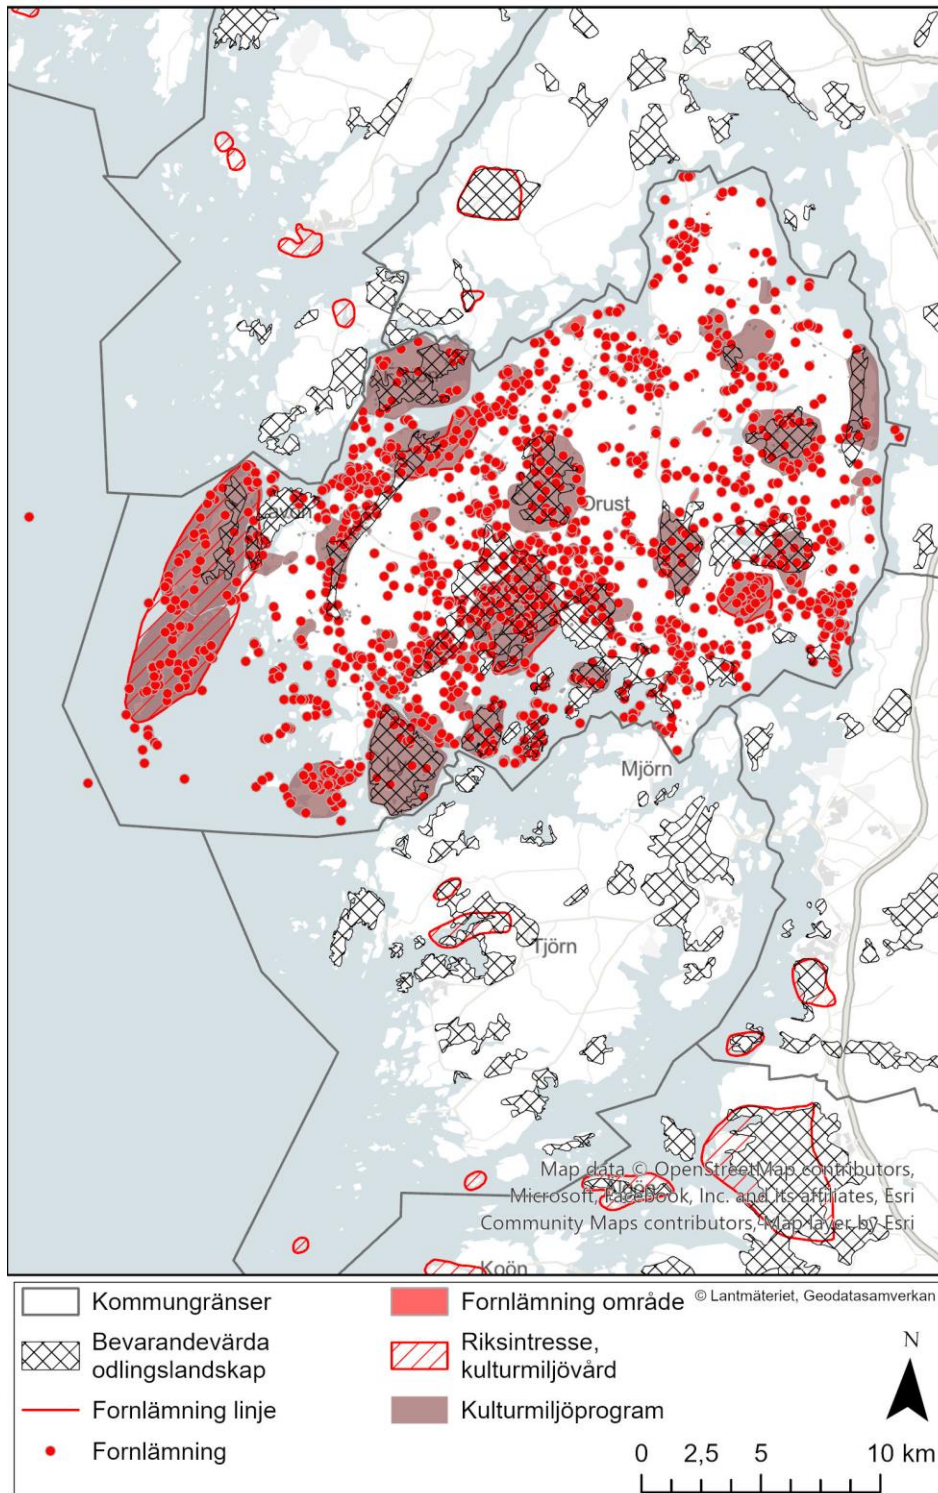 Orust
Mjörn
Tjörn
Map data © OpenStreetMap contributors,
Microsoft, Facebook, Inc. and its affiliates, Esri
Community Maps contributors, Map layer by Esri
Koön
Kommungränser
Bevarandevärda
odlingslandskap
Fornlämning linje
Fornlämning
Fornlämning område
Riksintresse,
kulturmiljövård
Kulturmiljöprogram
© Lantmäteriet, Geodatasamverkan
N
0 2,5 5 10 km